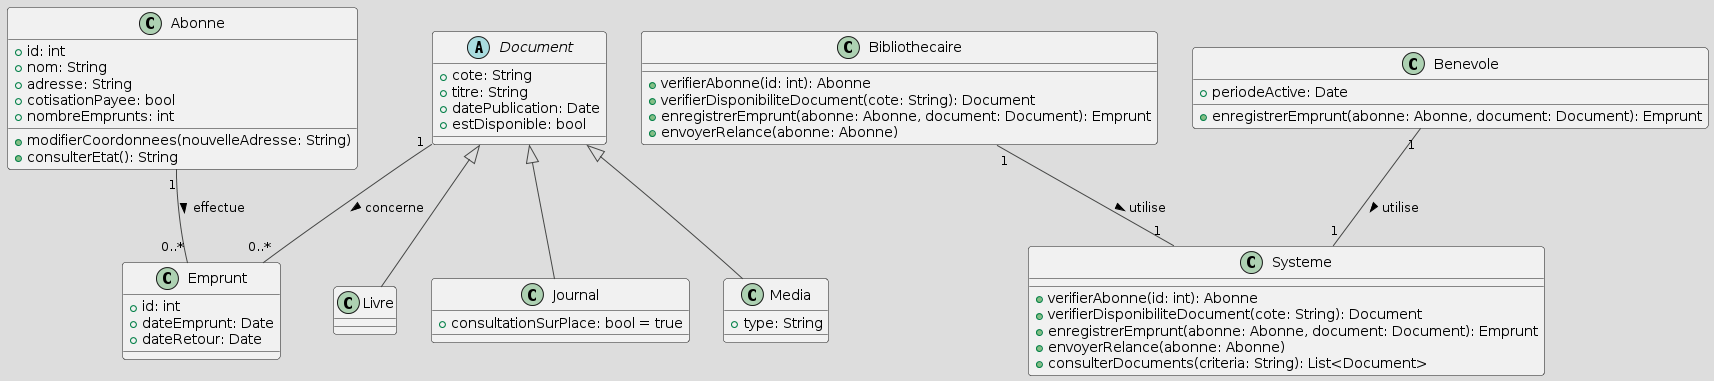 C Abonne
id: int
nom: String
adresse: String
cotisationPayee: bool
nombreEmprunts: int
modifierCoordonnees(nouvelleAdresse: String)
consulterEtat(): String
A Document
cote: String
titre: String
datePublication: Date
estDisponible: bool
C Bibliothecaire
verifierAbonne(id: int): Abonne
verifierDisponibiliteDocument(cote: String): Document
enregistrerEmprunt(abonne: Abonne, document: Document): Emprunt
envoyerRelance(abonne: Abonne)
C Benevole
periodeActive: Date
enregistrerEmprunt(abonne: Abonne, document: Document): Emprunt
1
effectue
0..*
1
concerne
0..*
1
utilise
1
1
utilise
1
C Emprunt
id: int
dateEmprunt: Date
dateRetour: Date
C Livre
C Journal
consultationSurPlace: bool = true
C Media
type: String
C Systeme
verifierAbonne(id: int): Abonne
verifierDisponibiliteDocument(cote: String): Document
enregistrerEmprunt(abonne: Abonne, document: Document): Emprunt
envoyerRelance(abonne: Abonne)
consulterDocuments(criteria: String): List<Document>